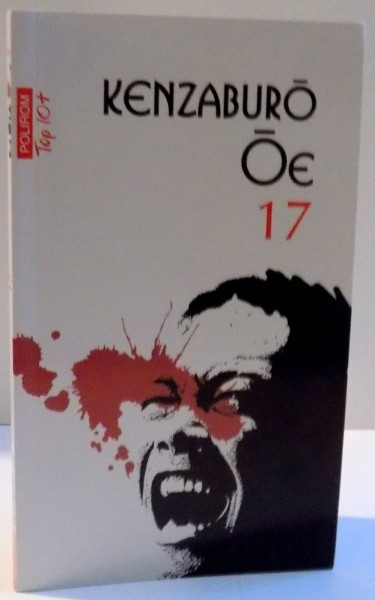 KENZABURŌ
ŌE
17
POLIROM
Top 10+